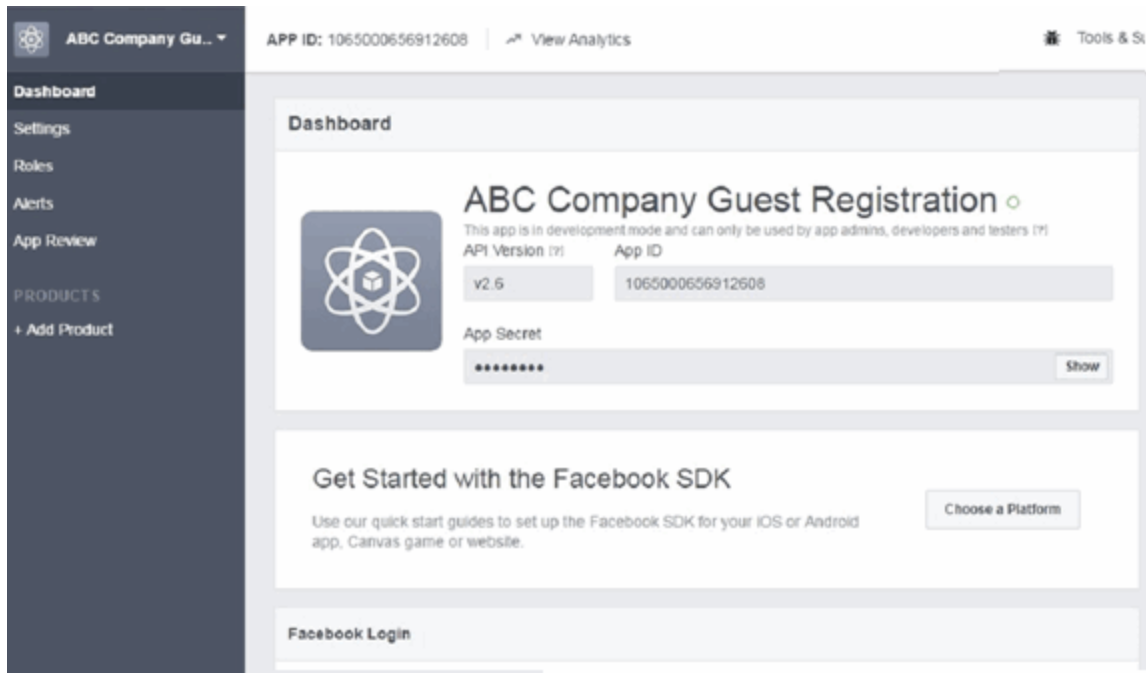 ABC Company Gu..
APP ID: 1065000656912608
View Analytics
Tools & Su
Dashboard
Settings
Roles
Alerts
App Review
PRODUCTS
+ Add Product
Dashboard
ABC Company Guest Registration
This app is in development mode and can only be used by app admins, developers and testers [?]
API Version [?]
App ID
v2.6
1065000656912608
App Secret
••••••••
Show
Get Started with the Facebook SDK
Use our quick start guides to set up the Facebook SDK for your iOS or Android
app, Canvas game or website.
Choose a Platform
Facebook Login